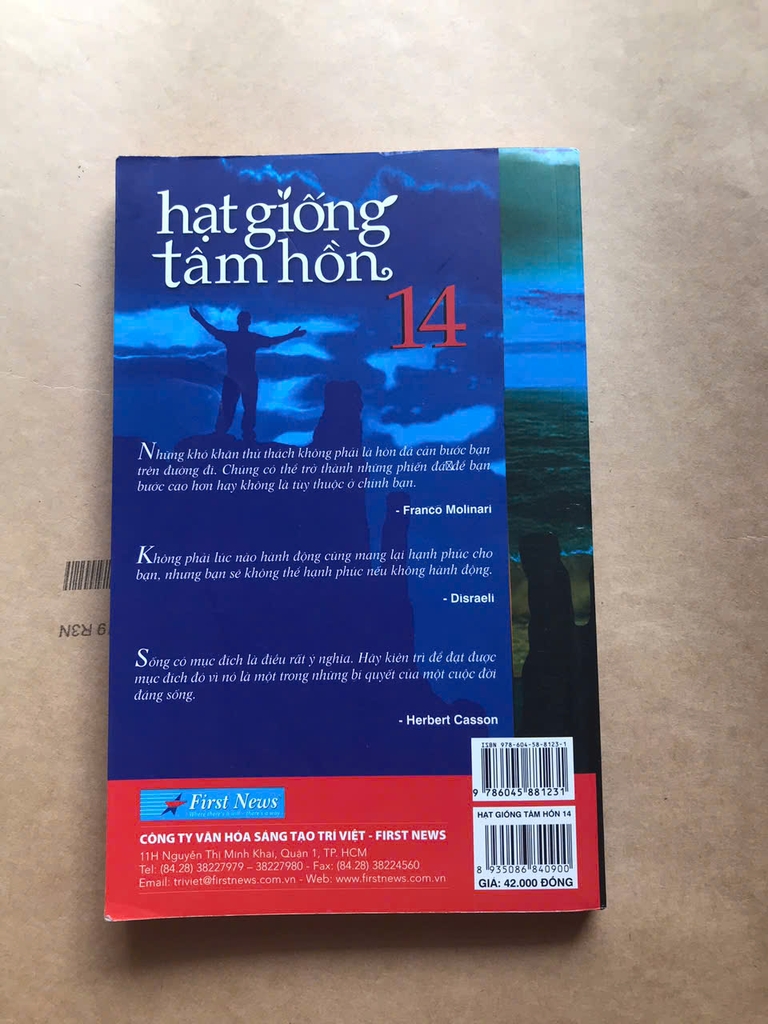 hạt giống
tâm hồn
14
Những khó khăn thử thách không phải là hòn đá cản bước bạn
trên đường đi. Chúng có thể trở thành những phiến đá để bạn
bước cao hơn hay không là tùy thuộc ở chính bạn.
- Franco Molinari
Không phải lúc nào hành động cũng mang lại hạnh phúc cho
bạn, nhưng bạn sẽ không thể hạnh phúc nếu không hành động.
- Disraeli
Sống có mục đích là điều rất ý nghĩa. Hãy kiên trì để đạt được
mục đích đó vì nó là một trong những bí quyết của một cuộc đời
đáng sống.
- Herbert Casson
ISBN 978-604-58-8123-1
9 786045 881231
First News
CÔNG TY VĂN HÓA SÁNG TẠO TRÍ VIỆT - FIRST NEWS
11H Nguyễn Thị Minh Khai, Quận 1, TP. HCM
Tel: (84.28) 38227979 – 38227980 - Fax: (84.28) 38224560
Email: triviet@firstnews.com.vn - Web: www.firstnews.com.vn
HẠT GIỐNG TÂM HỒN 14
8 935086 840900
GIÁ: 42.000 ĐỒNG
9 R3N